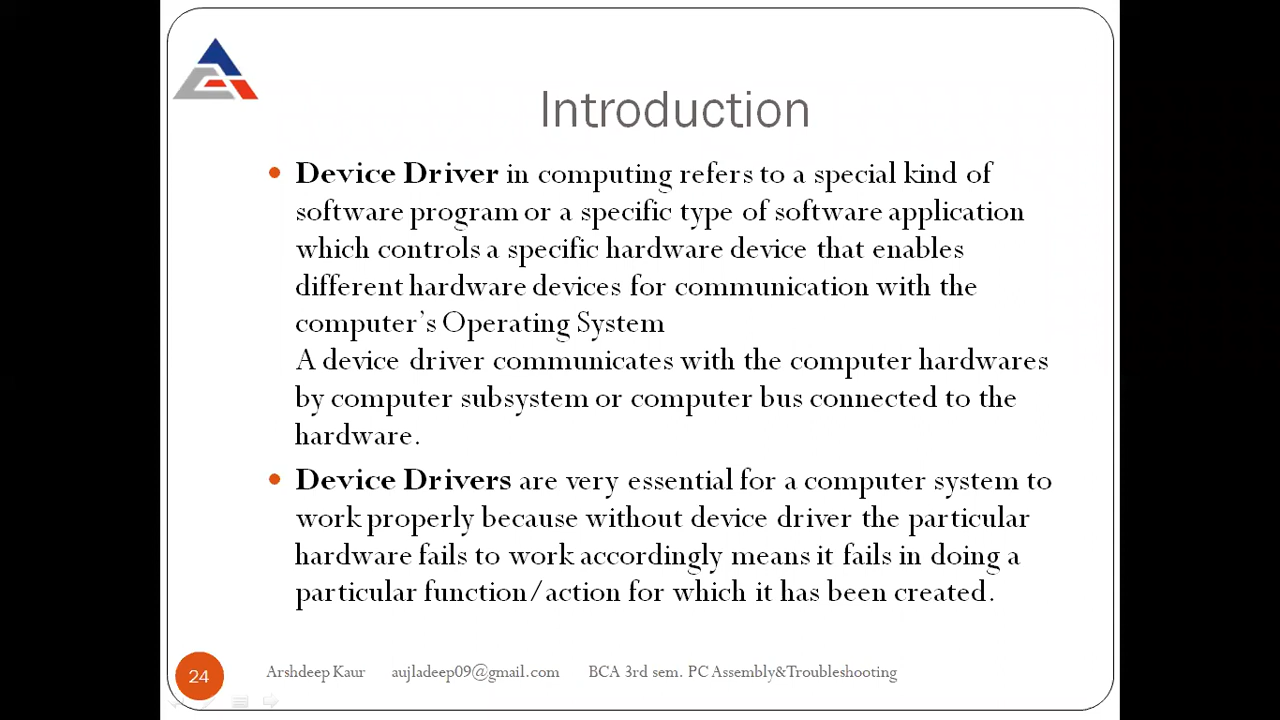 Introduction
Device Driver in computing refers to a special kind of
software program or a specific type of software application
which controls a specific hardware device that enables
different hardware devices for communication with the
computer’s Operating System
A device driver communicates with the computer hardwares
by computer subsystem or computer bus connected to the
hardware.
Device Drivers are very essential for a computer system to
work properly because without device driver the particular
hardware fails to work accordingly means it fails in doing a
particular function/action for which it has been created.
24 Arshdeep Kaur aujladeep09@gmail.com BCA 3rd sem. PC Assembly&Troubleshooting